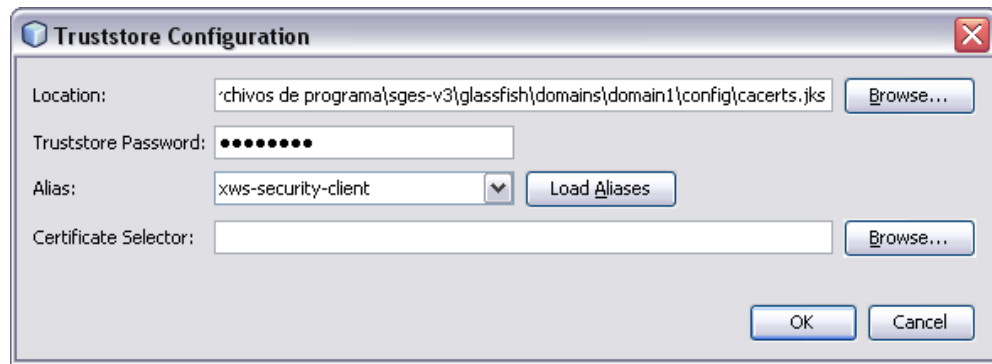 Truststore Configuration
Location: rchivos de programa\sges-v3\glassfish\domains\domain1\config\cacerts.jks Browse...
Truststore Password: ●●●●●●●●
Alias: xws-security-client Load Aliases
Certificate Selector: Browse...
OK Cancel